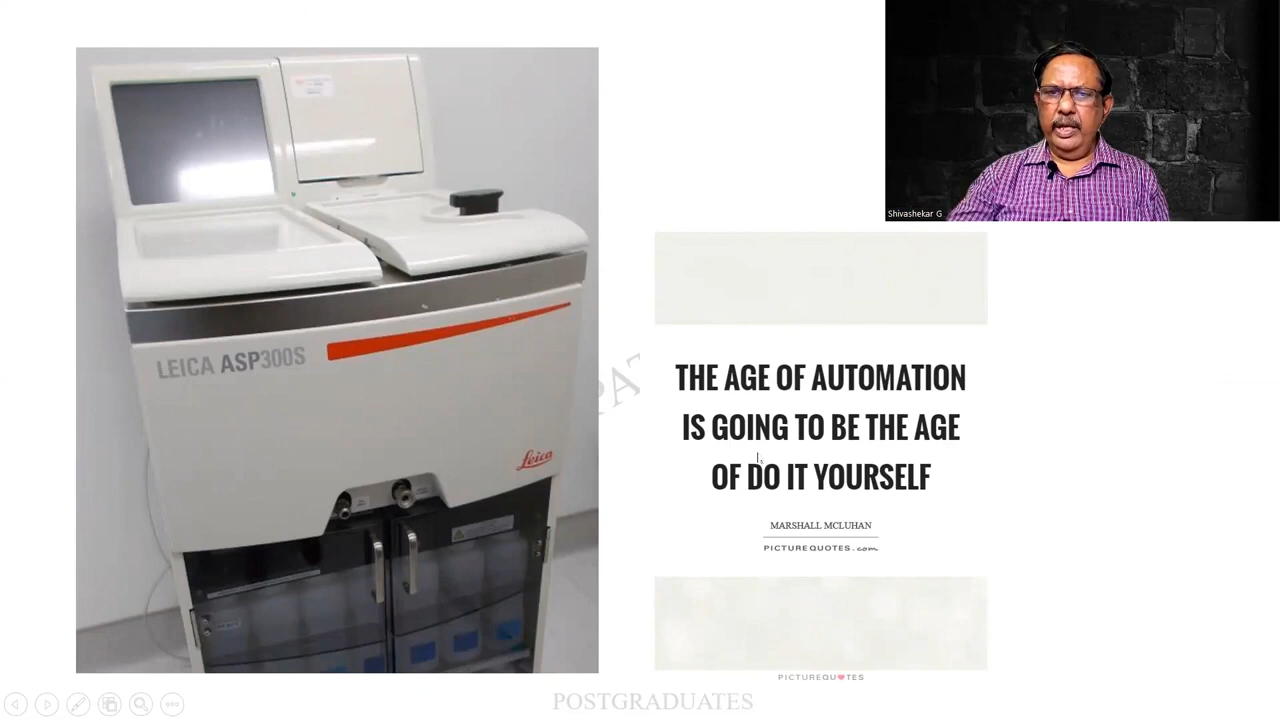 Shivashekar G
LEICA ASP300S
Leica
PAT
THE AGE OF AUTOMATION
IS GOING TO BE THE AGE
OF DO IT YOURSELF
MARSHALL MCLUHAN
PICTUREQUOTES.com
PICTUREQUOTES
POSTGRADUATES